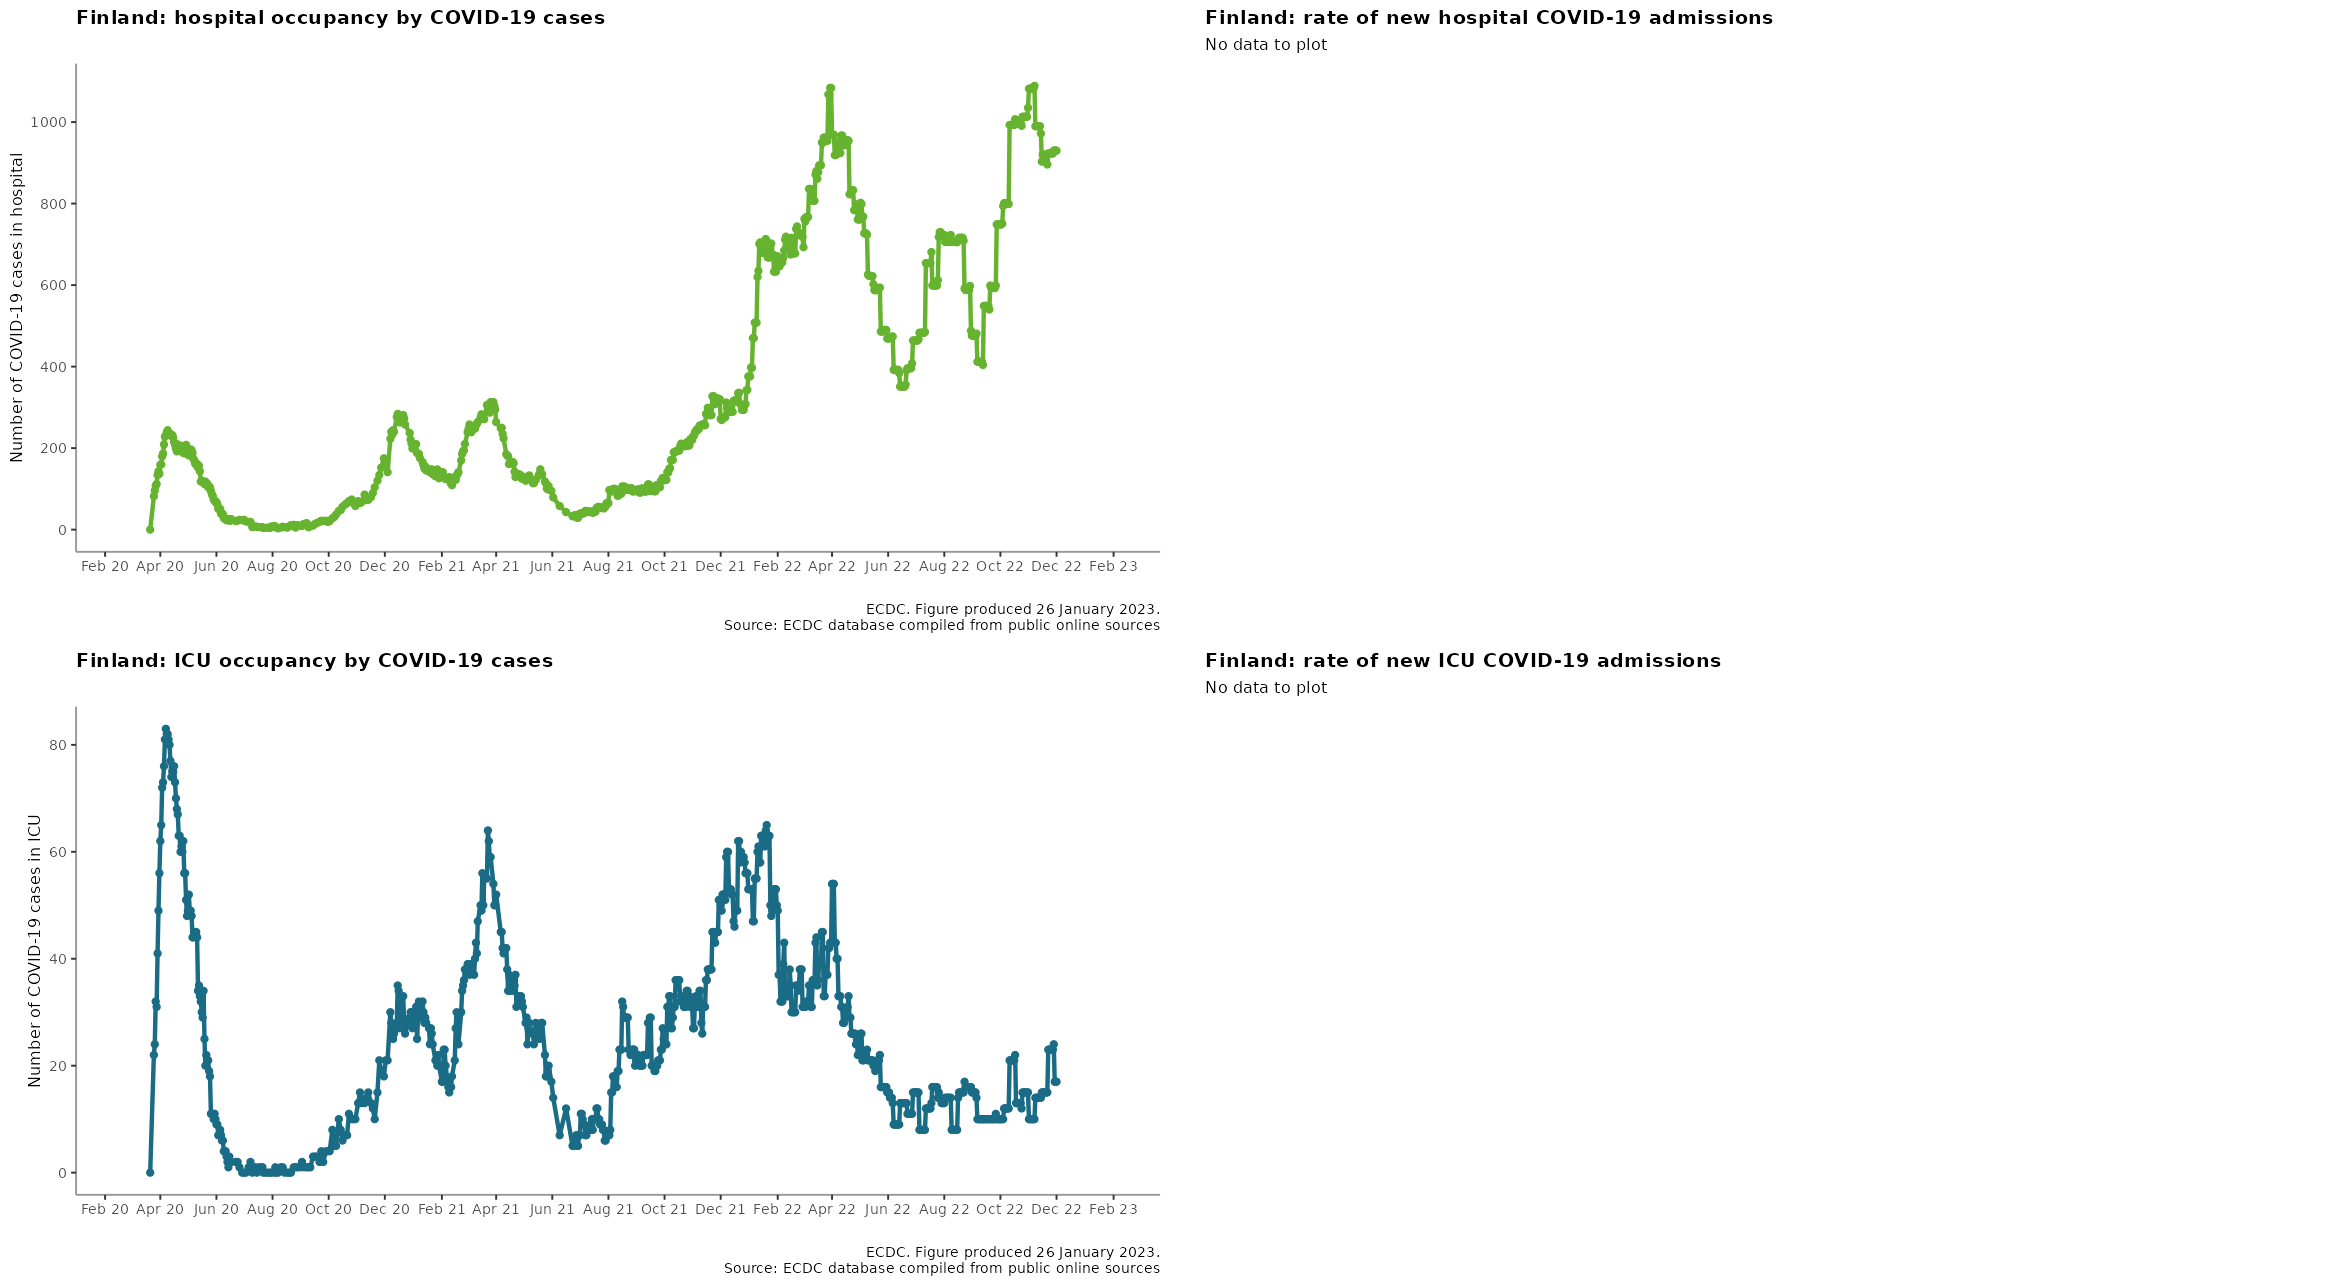 Finland: hospital occupancy by COVID-19 cases
Number of COVID-19 cases in hospital
1000
800
600
400
200
0
Feb 20 Apr 20 Jun 20 Aug 20 Oct 20 Dec 20 Feb 21 Apr 21 Jun 21 Aug 21 Oct 21 Dec 21 Feb 22 Apr 22 Jun 22 Aug 22 Oct 22 Dec 22 Feb 23
ECDC. Figure produced 26 January 2023.
Source: ECDC database compiled from public online sources
Finland: rate of new hospital COVID-19 admissions
No data to plot
Finland: ICU occupancy by COVID-19 cases
Number of COVID-19 cases in ICU
80
60
40
20
0
Feb 20 Apr 20 Jun 20 Aug 20 Oct 20 Dec 20 Feb 21 Apr 21 Jun 21 Aug 21 Oct 21 Dec 21 Feb 22 Apr 22 Jun 22 Aug 22 Oct 22 Dec 22 Feb 23
ECDC. Figure produced 26 January 2023.
Source: ECDC database compiled from public online sources
Finland: rate of new ICU COVID-19 admissions
No data to plot